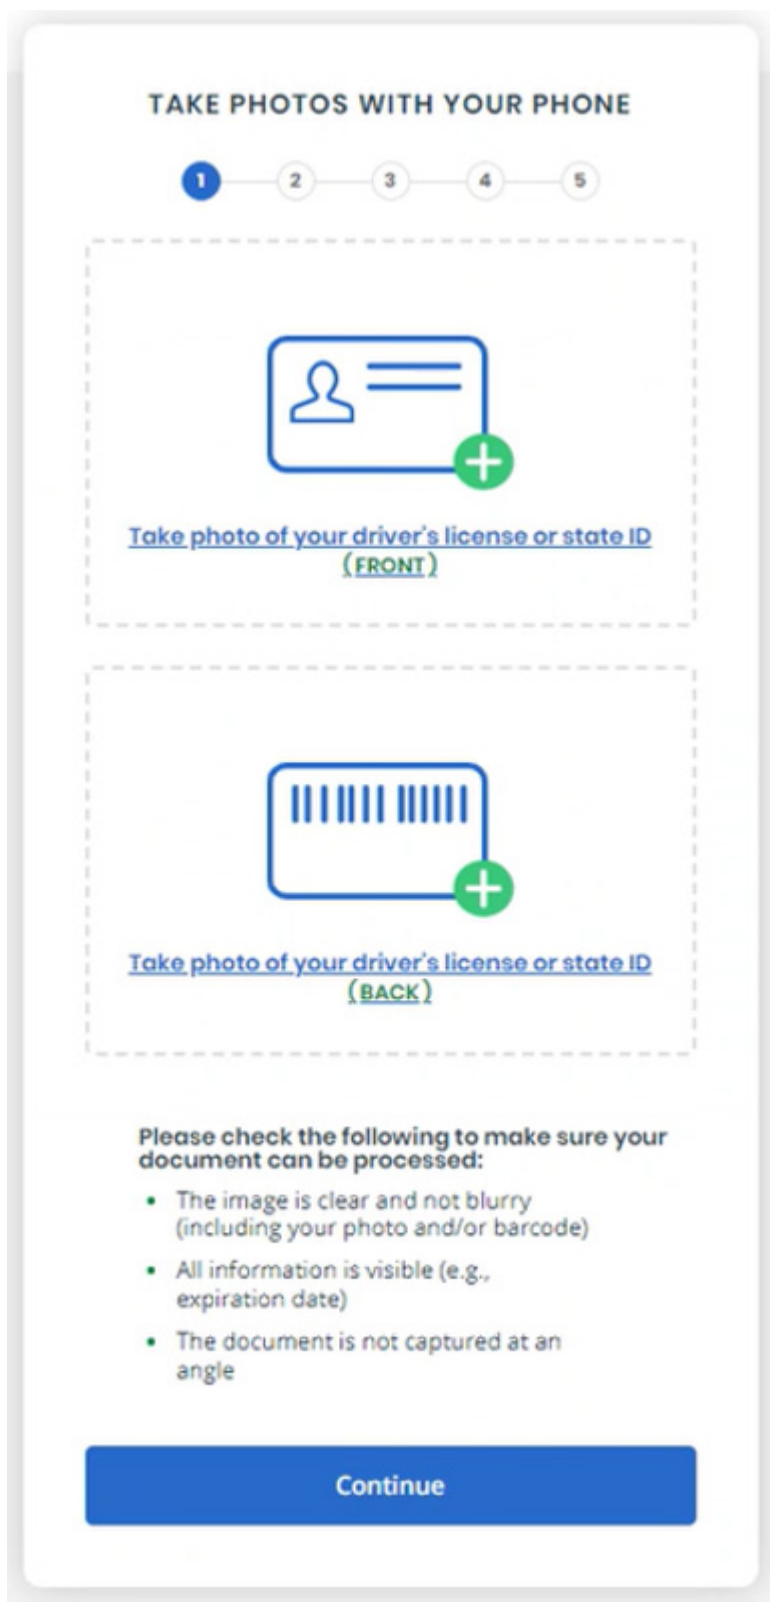 TAKE PHOTOS WITH YOUR PHONE
1 2 3 4 5
Take photo of your driver's license or state ID
(FRONT)
Take photo of your driver's license or state ID
(BACK)
Please check the following to make sure your
document can be processed:
• The image is clear and not blurry
(including your photo and/or barcode)
• All information is visible (e.g.,
expiration date)
• The document is not captured at an
angle
Continue